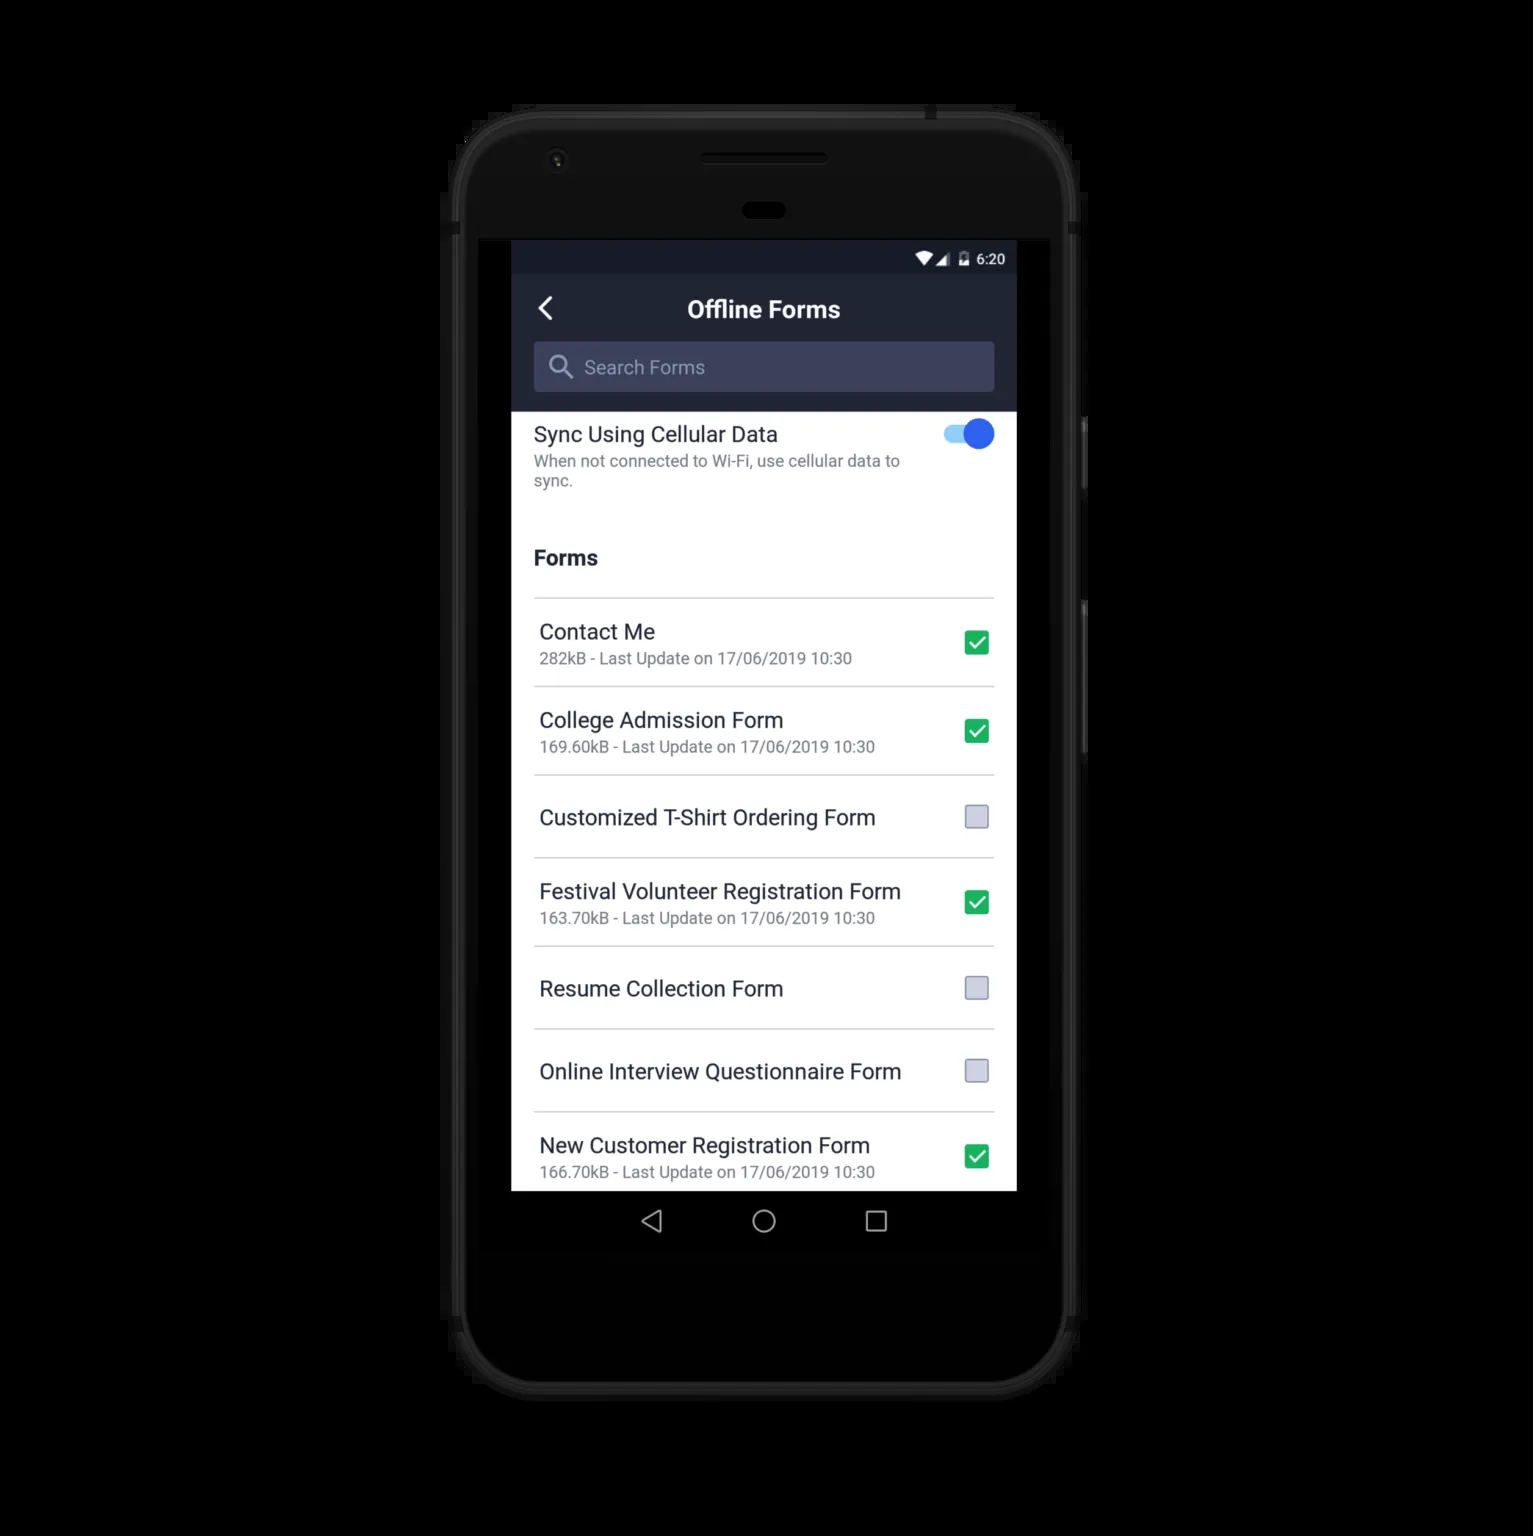 6:20
Offline Forms
Search Forms
Sync Using Cellular Data
When not connected to Wi-Fi, use cellular data to
sync.
Forms
Contact Me
282kB - Last Update on 17/06/2019 10:30
College Admission Form
169.60kB - Last Update on 17/06/2019 10:30
Customized T-Shirt Ordering Form
Festival Volunteer Registration Form
163.70kB - Last Update on 17/06/2019 10:30
Resume Collection Form
Online Interview Questionnaire Form
New Customer Registration Form
166.70kB - Last Update on 17/06/2019 10:30